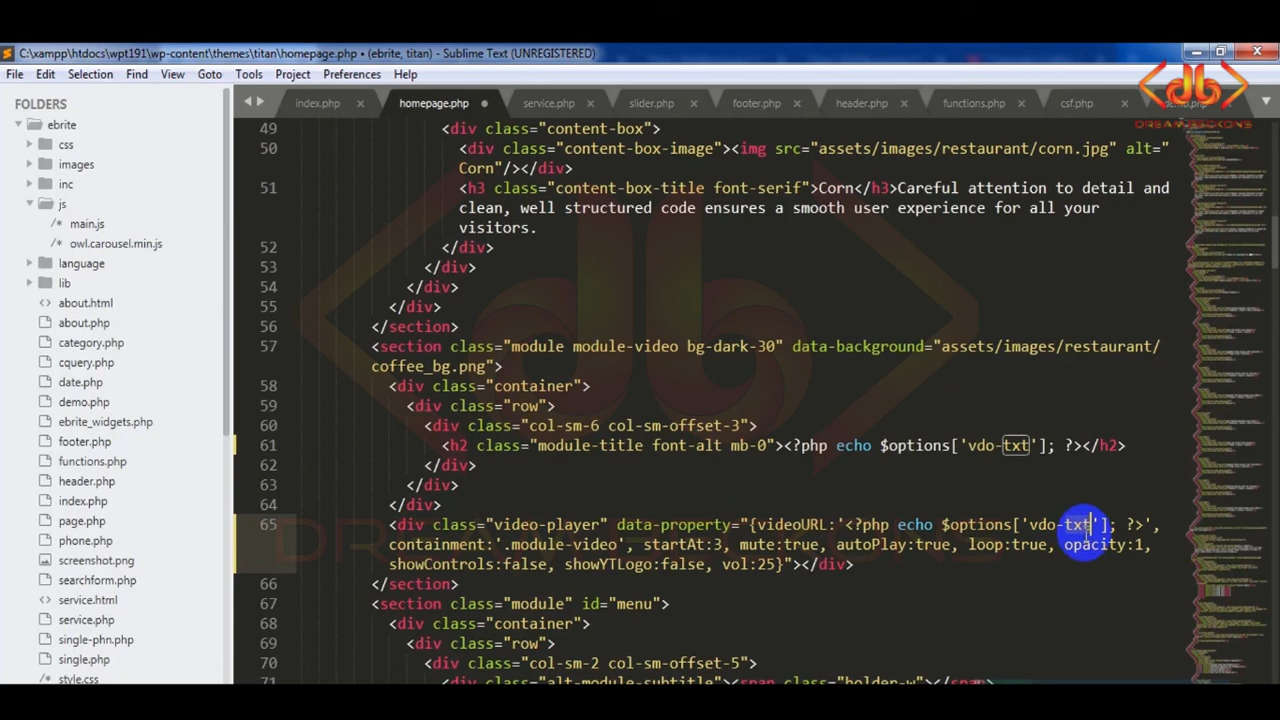 C:\xampp\htdocs\wpt191\wp-content\themes\titan\homepage.php • (ebrite, titan) - Sublime Text (UNREGISTERED)
File Edit Selection Find View Goto Tools Project Preferences Help
FOLDERS
ebrite
css
images
inc
js
/* main.js
/* owl.carousel.min.js
language
lib
<> about.html
about.php
category.php
cquery.php
date.php
demo.php
ebrite_widgets.php
footer.php
functions.php
header.php
index.php
page.php
phone.php
screenshot.png
searchform.php
<> service.html
service.php
single-phn.php
single.php
style.css
index.php × homepage.php • service.php × slider.php × footer.php × header.php × functions.php × csf.php × demo.php
DREAMBECKONS
49 <div class="content-box">
50 <div class="content-box-image"><img src="assets/images/restaurant/corn.jpg" alt="
Corn"/></div>
51 <h3 class="content-box-title font-serif">Corn</h3>Careful attention to detail and
clean, well structured code ensures a smooth user experience for all your
visitors.
52 </div>
53 </div>
54 </div>
55 </div>
56 </section>
57 <section class="module module-video bg-dark-30" data-background="assets/images/restaurant/
coffee_bg.png">
58 <div class="container">
59 <div class="row">
60 <div class="col-sm-6 col-sm-offset-3">
61 <h2 class="module-title font-alt mb-0"><?php echo $options['vdo-txt']; ?></h2>
62 </div>
63 </div>
64 </div>
65 <div class="video-player" data-property="{videoURL:'<?php echo $options['vdo-txt']; ?>',
containment:'.module-video', startAt:3, mute:true, autoPlay:true, loop:true, opacity:1,
showControls:false, showYTLogo:false, vol:25}"></div>
66 </section>
67 <section class="module" id="menu">
68 <div class="container">
69 <div class="row">
70 <div class="col-sm-2 col-sm-offset-5">
71 <div class="alt-module-subtitle"><span class="holder-w"></span>